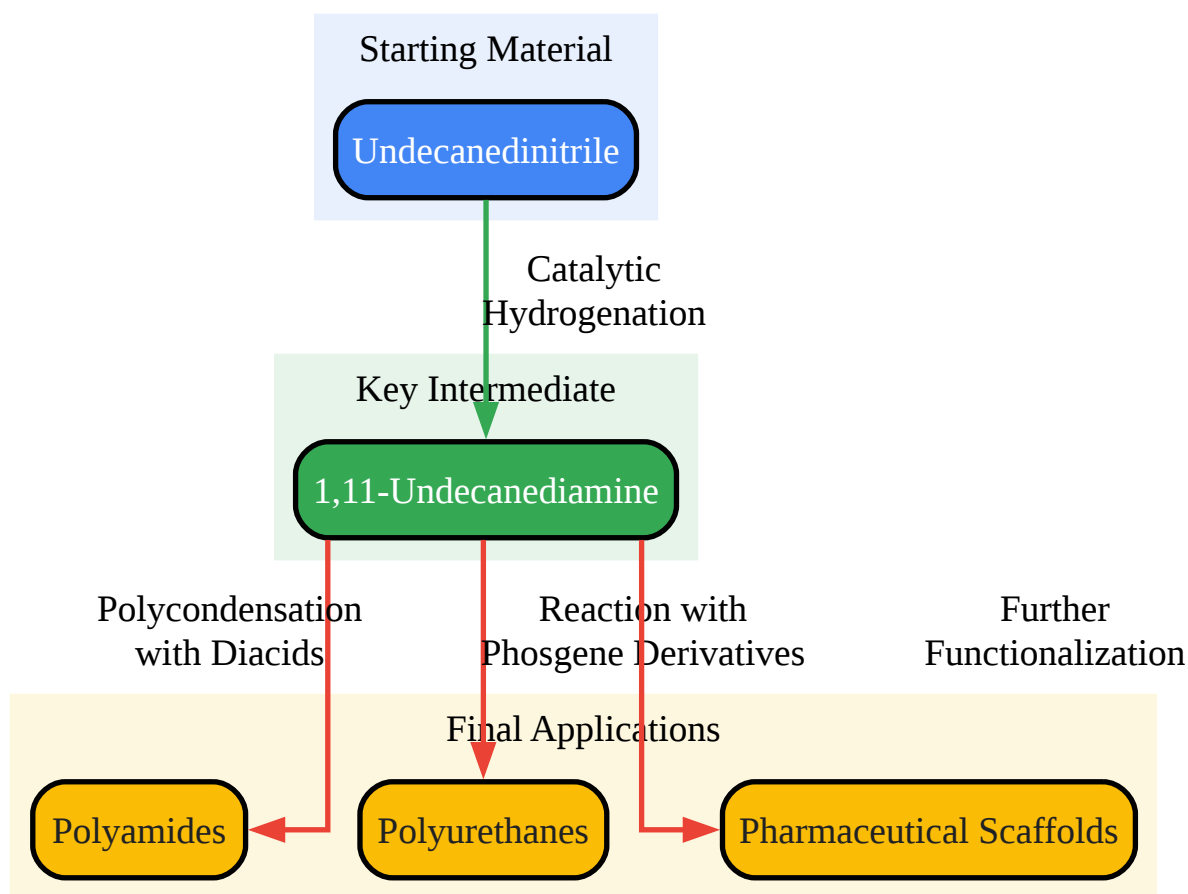 Starting Material
Undecanedinitrile
Catalytic
Hydrogenation
Key Intermediate
1,11-Undecanediamine
Polycondensation
with Diacids
Reaction with
Phosgene Derivatives
Further
Functionalization
Final Applications
Polyamides
Polyurethanes
Pharmaceutical Scaffolds